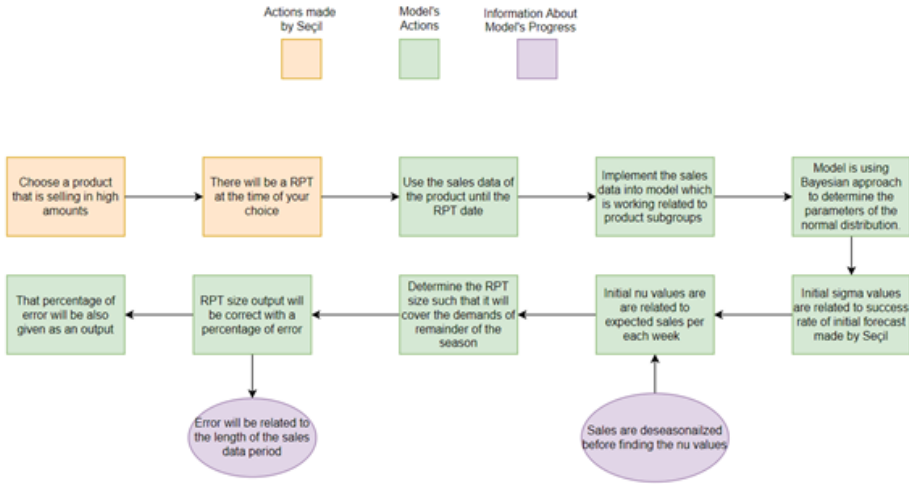 Actions made
by Seçil
Model's
Actions
Information About
Model's Progress
Choose a product
that is selling in high
amounts
There will be a RPT
at the time of your
choice
Use the sales data of
the product until the
RPT date
Implement the sales
data into model which
is working related to
product subgroups
Model is using
Bayesian approach
to determine the
parameters of the
normal distribution.
That percentage of
error will be also
given as an output
RPT size output will
be correct with a
percentage of error
Determine the RPT
size such that it will
cover the demands of
remainder of the
season
Initial nu values are
are related to
expected sales per
each week
Initial sigma values
are related to success
rate of initial forecast
made by Seçil
Error will be related to
the length of the sales
data period
Sales are deseasonailzed
before finding the nu values